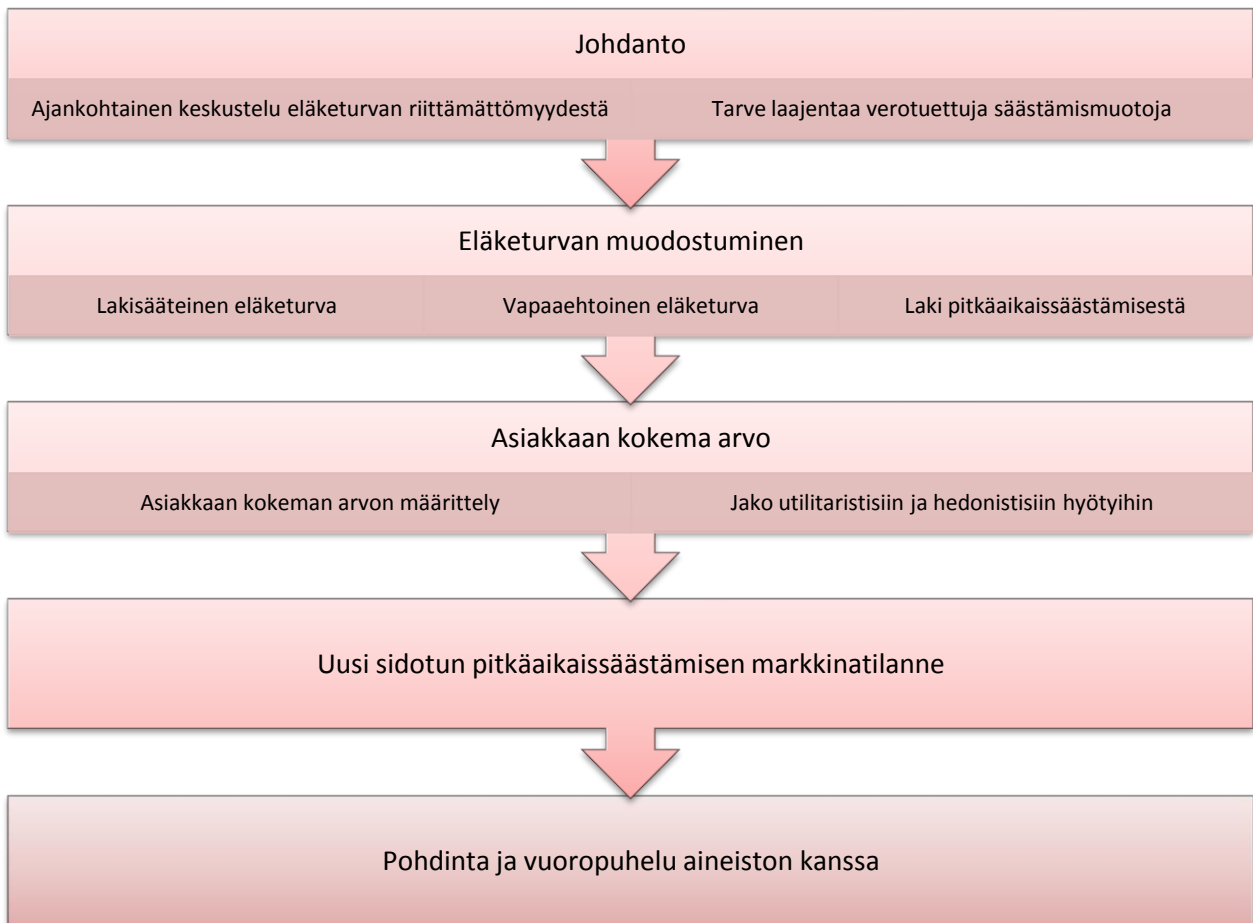 Johdanto
Ajankohtainen keskustelu eläketurvan riittämättömyydestä
Tarve laajentaa verotuettuja säästämismuotoja
Eläketurvan muodostuminen
Lakisääteinen eläketurva
Vapaaehtoinen eläketurva
Laki pitkäaikaissäästämisestä
Asiakkaan kokema arvo
Asiakkaan kokeman arvon määrittely
Jako utilitaristisiin ja hedonistisiin hyötyihin
Uusi sidotun pitkäaikaissäästämisen markkinatilanne
Pohdinta ja vuoropuhelu aineiston kanssa